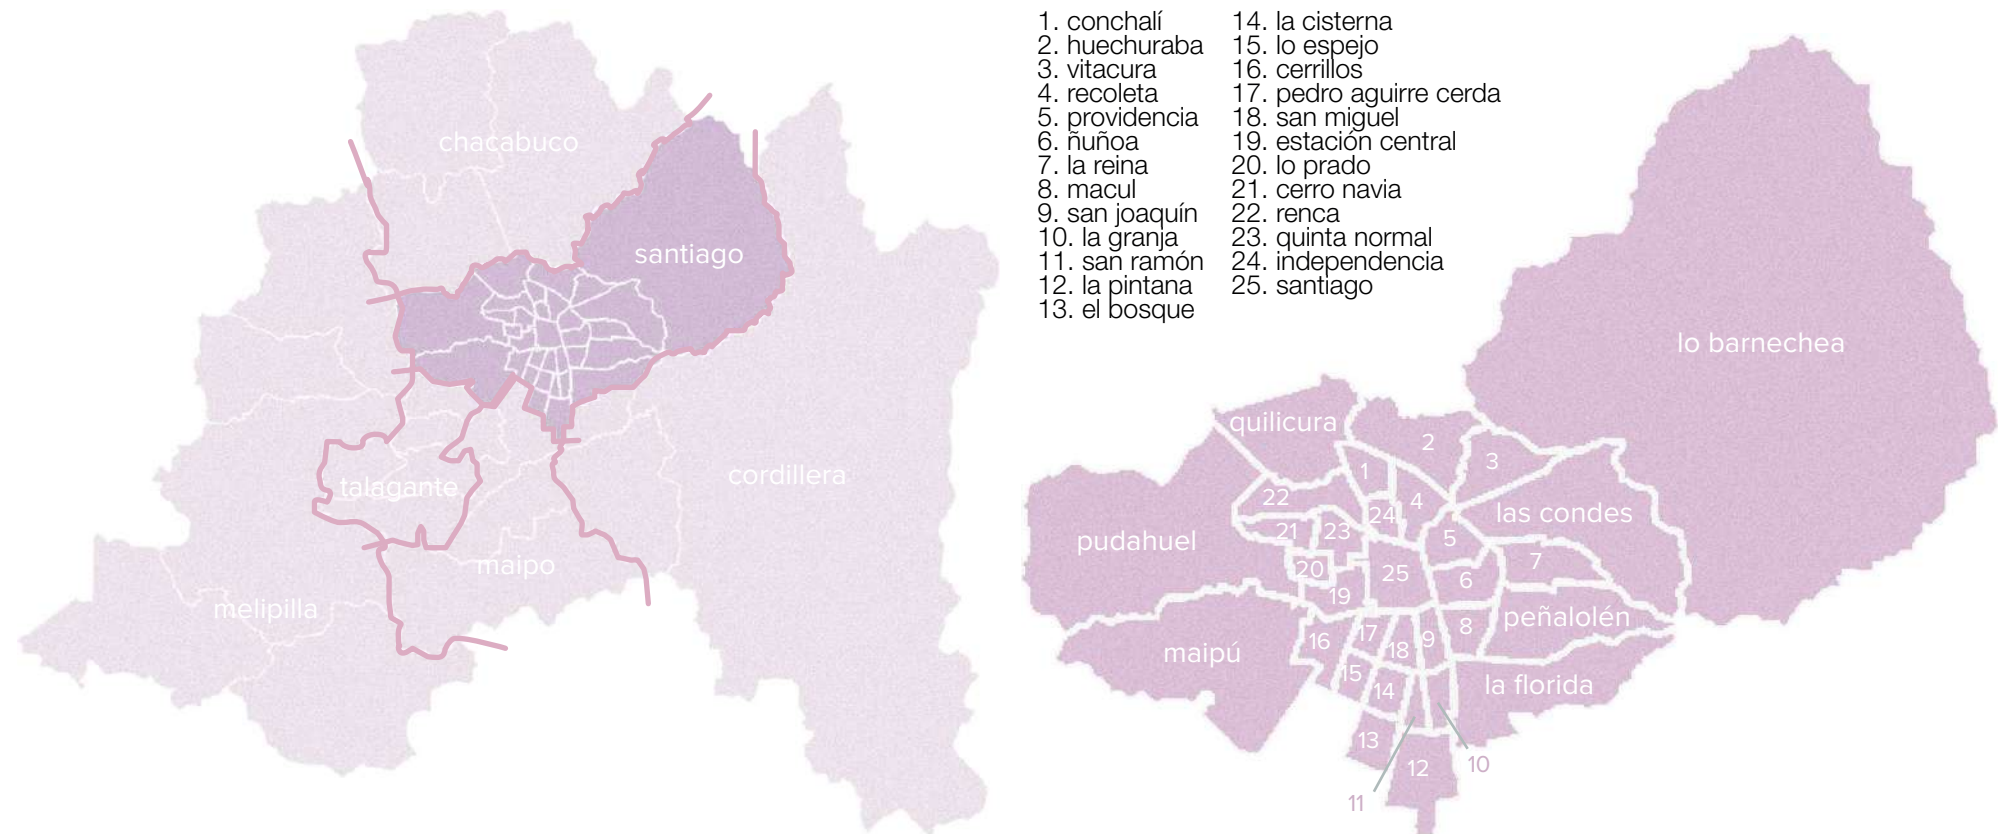 chacabuco
santiago
talagante
cordillera
maipo
melipilla
1. conchalí
2. huechuraba
3. vitacura
4. recoleta
5. providencia
6. ñuñoa
7. la reina
8. macul
9. san joaquín
10. la granja
11. san ramón
12. la pintana
13. el bosque
14. la cisterna
15. lo espejo
16. cerrillos
17. pedro aguirre cerda
18. san miguel
19. estación central
20. lo prado
21. cerro navia
22. renca
23. quinta normal
24. independencia
25. santiago
lo barnechea
quilicura
2
3
1
22
4
24
las condes
21
23
5
pudahuel
7
20
25
6
19
peñalolén
17
8
16
9
18
maipú
15
la florida
14
13
12
10
11